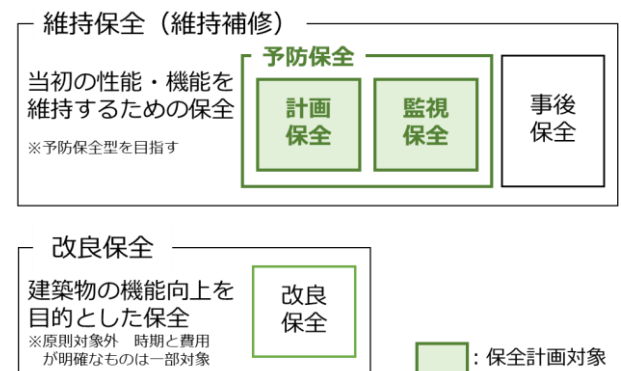 維持保全（維持補修）
当初の性能・機能を
維持するための保全
※予防保全型を目指す
予防保全
計画
保全
監視
保全
事後
保全
改良保全
建築物の機能向上を
目的とした保全
※原則対象外　時期と費用
が明確なものは一部対象
改良
保全
：保全計画対象